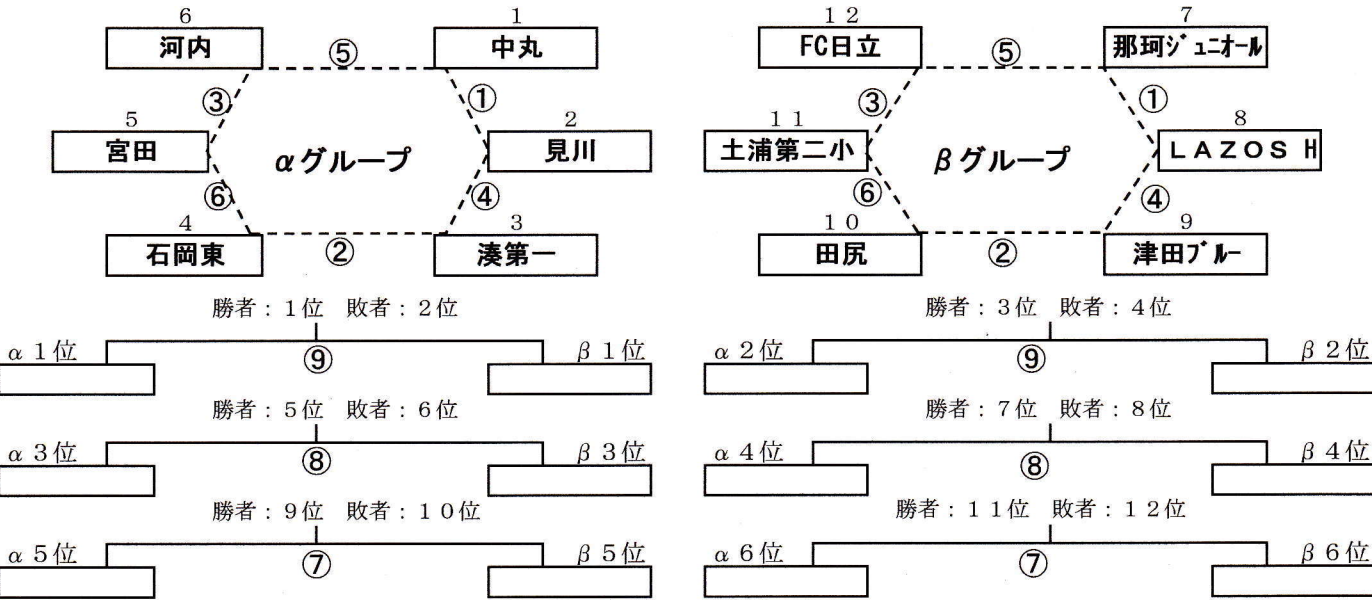 6
河内
⑤
1
中丸
③
①
5
宮田
αグループ
2
見川
⑥
④
4
石岡東
②
3
湊第一
12
FC日立
⑤
7
那珂ジュニオール
③
①
11
土浦第二小
βグループ
8
LAZOS H
⑥
④
10
田尻
②
9
津田ブルー
勝者：1位 敗者：2位
α1位
⑨
β1位
勝者：3位 敗者：4位
α2位
⑨
β2位
勝者：5位 敗者：6位
α3位
⑧
β3位
勝者：7位 敗者：8位
α4位
⑧
β4位
勝者：9位 敗者：10位
α5位
⑦
β5位
勝者：11位 敗者：12位
α6位
⑦
β6位